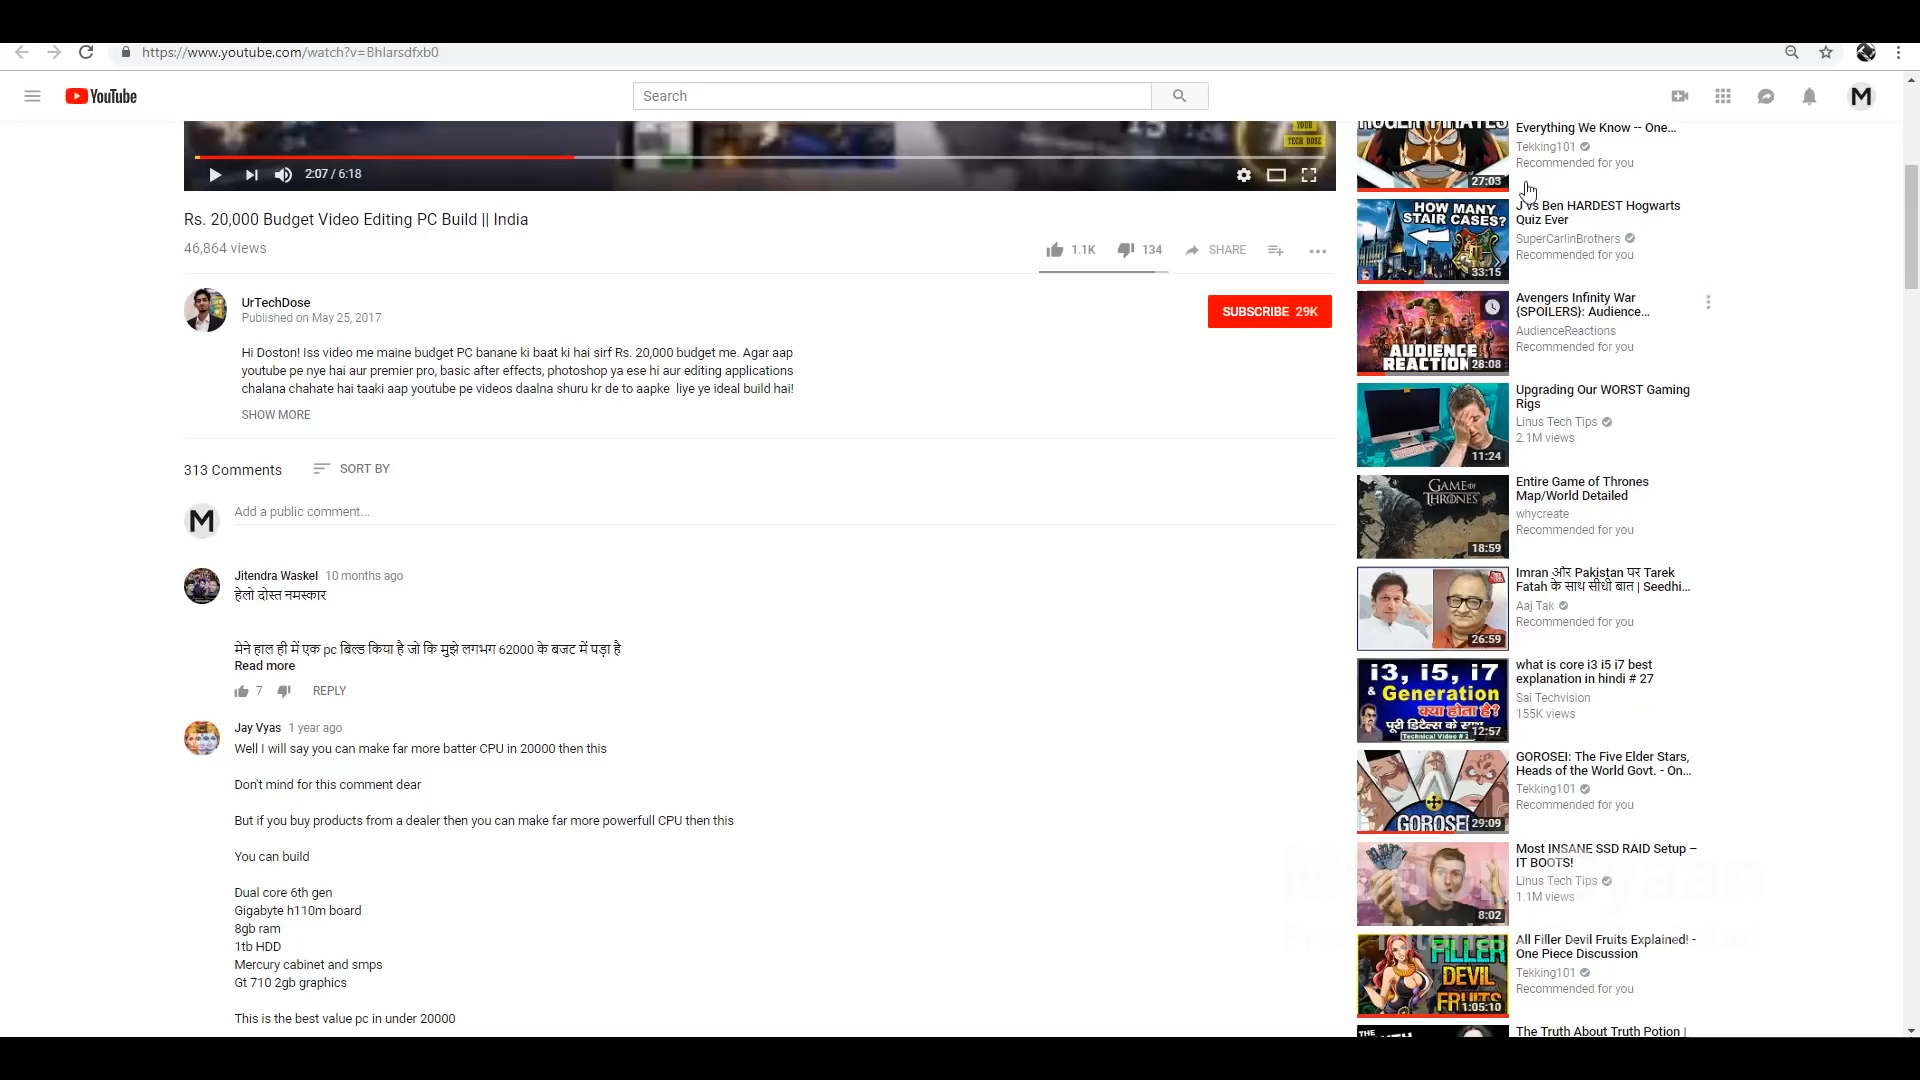 https://www.youtube.com/watch?v=Bhlarsdfxb0
YouTube
Search
M
YOUR
TECH DOSE
2:07 / 6:18
Rs. 20,000 Budget Video Editing PC Build || India
46,864 views
1.1K
134
SHARE
UrTechDose
Published on May 25, 2017
SUBSCRIBE 29K
Hi Doston! Iss video me maine budget PC banane ki baat ki hai sirf Rs. 20,000 budget me. Agar aap
youtube pe nye hai aur premier pro, basic after effects, photoshop ya ese hi aur editing applications
chalana chahate hai taaki aap youtube pe videos daalna shuru kr de to aapke liye ye ideal build hai!
SHOW MORE
313 Comments
SORT BY
M
Add a public comment...
Jitendra Waskel 10 months ago
हेलो दोस्त नमस्कार
मेने हाल ही में एक pc बिल्ड किया है जो कि मुझे लगभग 62000 के बजट में पड़ा है
Read more
7
REPLY
Jay Vyas 1 year ago
Well I will say you can make far more batter CPU in 20000 then this
Don't mind for this comment dear
But if you buy products from a dealer then you can make far more powerfull CPU then this
You can build
Dual core 6th gen
Gigabyte h110m board
8gb ram
1tb HDD
Mercury cabinet and smps
Gt 710 2gb graphics
This is the best value pc in under 20000
ROGER PIRATES
27:03
Everything We Know -- One...
Tekking101
Recommended for you
HOW MANY
STAIR CASES?
33:15
J vs Ben HARDEST Hogwarts
Quiz Ever
SuperCarlinBrothers
Recommended for you
AUDIENCE
REACTION
28:08
Avengers Infinity War
{SPOILERS}: Audience...
AudienceReactions
Recommended for you
11:24
Upgrading Our WORST Gaming
Rigs
Linus Tech Tips
2.1M views
GAME OF
THRONES
18:59
Entire Game of Thrones
Map/World Detailed
whycreate
Recommended for you
26:59
Imran और Pakistan पर Tarek
Fatah के साथ सीधी बात | Seedhi...
Aaj Tak
Recommended for you
i3, i5, i7
& Generation
क्या होता है?
पूरी डिटेल्स के साथ
Technical Video # 2
12:57
what is core i3 i5 i7 best
explanation in hindi # 27
Sai Techvision
155K views
GOROSEI
29:09
GOROSEI: The Five Elder Stars,
Heads of the World Govt. - On...
Tekking101
Recommended for you
8:02
Most INSANE SSD RAID Setup –
IT BOOTS!
Linus Tech Tips
1.1M views
FILLER
DEVIL
FRUITS
1:05:10
All Filler Devil Fruits Explained! -
One Piece Discussion
Tekking101
Recommended for you
THE
The Truth About Truth Potion |